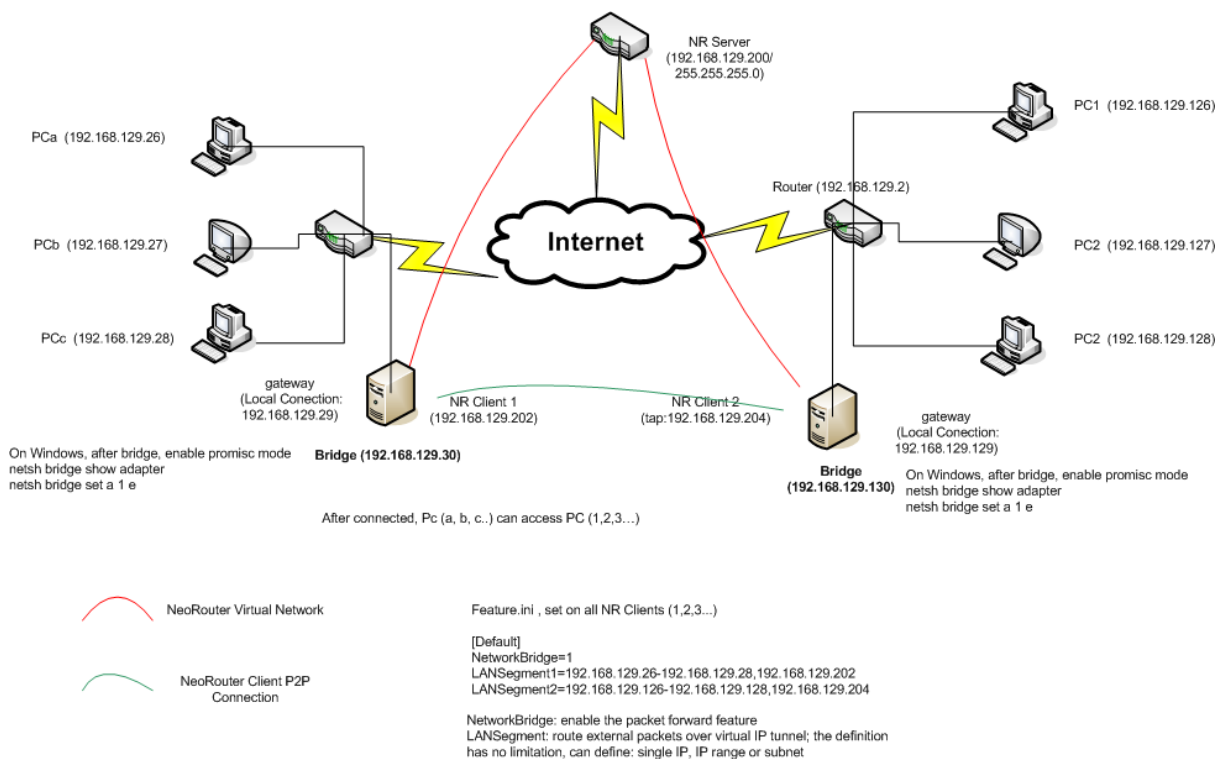 NR Server
(192.168.129.200/
255.255.255.0)
PCa (192.168.129.26)
PC1 (192.168.129.126)
Router (192.168.129.2)
PCb (192.168.129.27)
Internet
PC2 (192.168.129.127)
PCc (192.168.129.28)
PC2 (192.168.129.128)
gateway
(Local Conection:
192.168.129.29)
NR Client 1
(192.168.129.202)
NR Client 2
(tap:192.168.129.204)
gateway
(Local Conection:
192.168.129.129)
On Windows, after bridge, enable promisc mode
netsh bridge show adapter
netsh bridge set a 1 e
Bridge (192.168.129.30)
Bridge
(192.168.129.130)
On Windows, after bridge, enable promisc mode
netsh bridge show adapter
netsh bridge set a 1 e
After connected, Pc (a, b, c..) can access PC (1,2,3...)
NeoRouter Virtual Network
NeoRouter Client P2P
Connection
Feature.ini , set on all NR Clients (1,2,3...)
[Default]
NetworkBridge=1
LANSegment1=192.168.129.26-192.168.129.28,192.168.129.202
LANSegment2=192.168.129.126-192.168.129.128,192.168.129.204
NetworkBridge: enable the packet forward feature
LANSegment: route external packets over virtual IP tunnel; the definition
has no limitation, can define: single IP, IP range or subnet